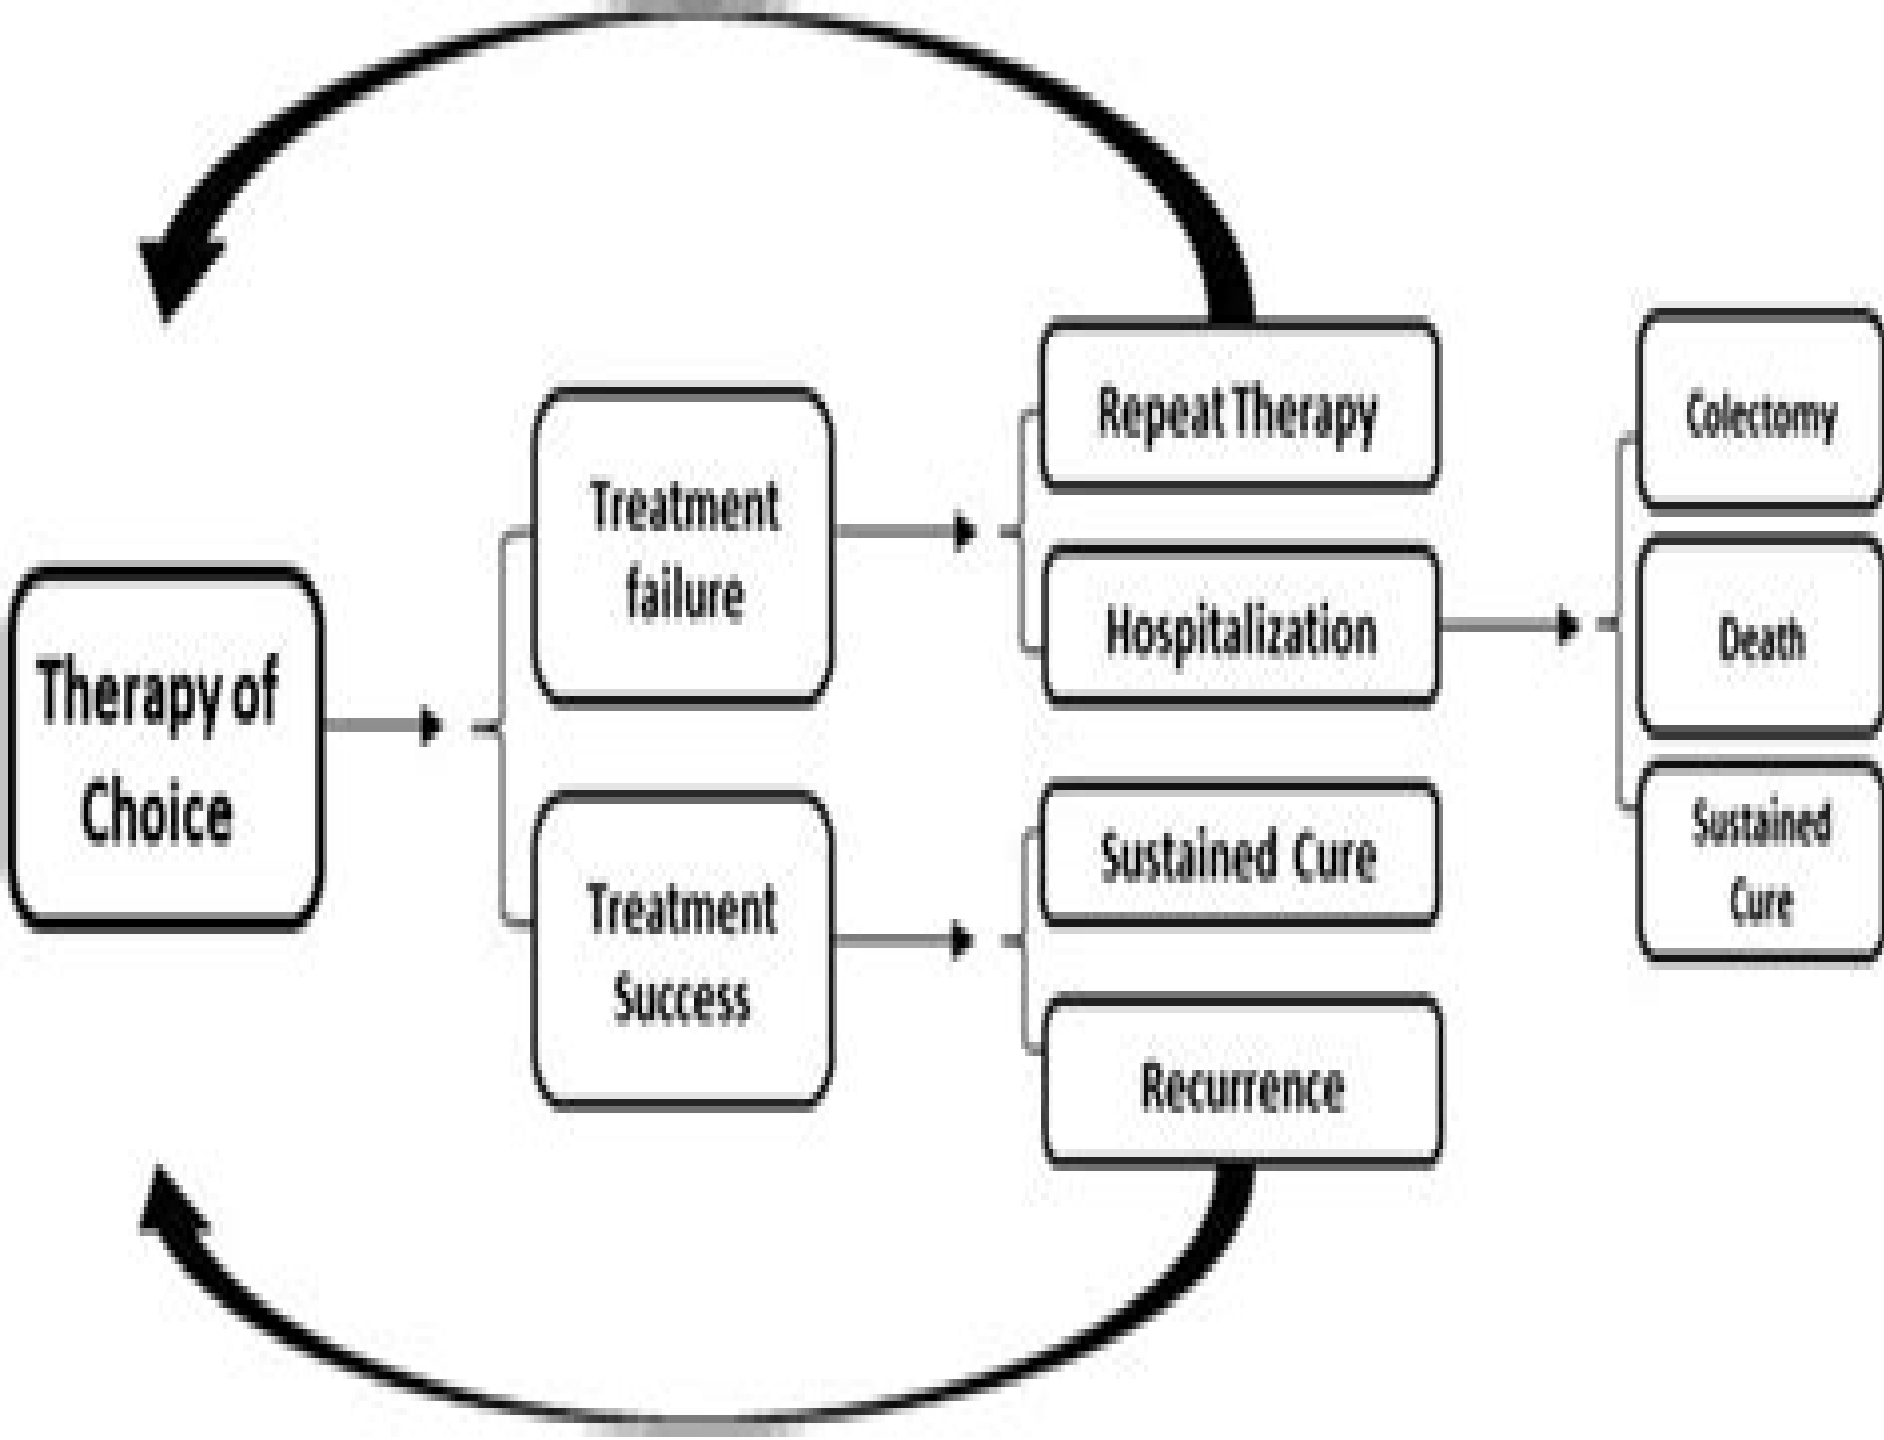 Therapy of
Choice
Treatment
failure
Treatment
Success
Repeat Therapy
Hospitalization
Sustained Cure
Recurrence
Colectomy
Death
Sustained
Cure